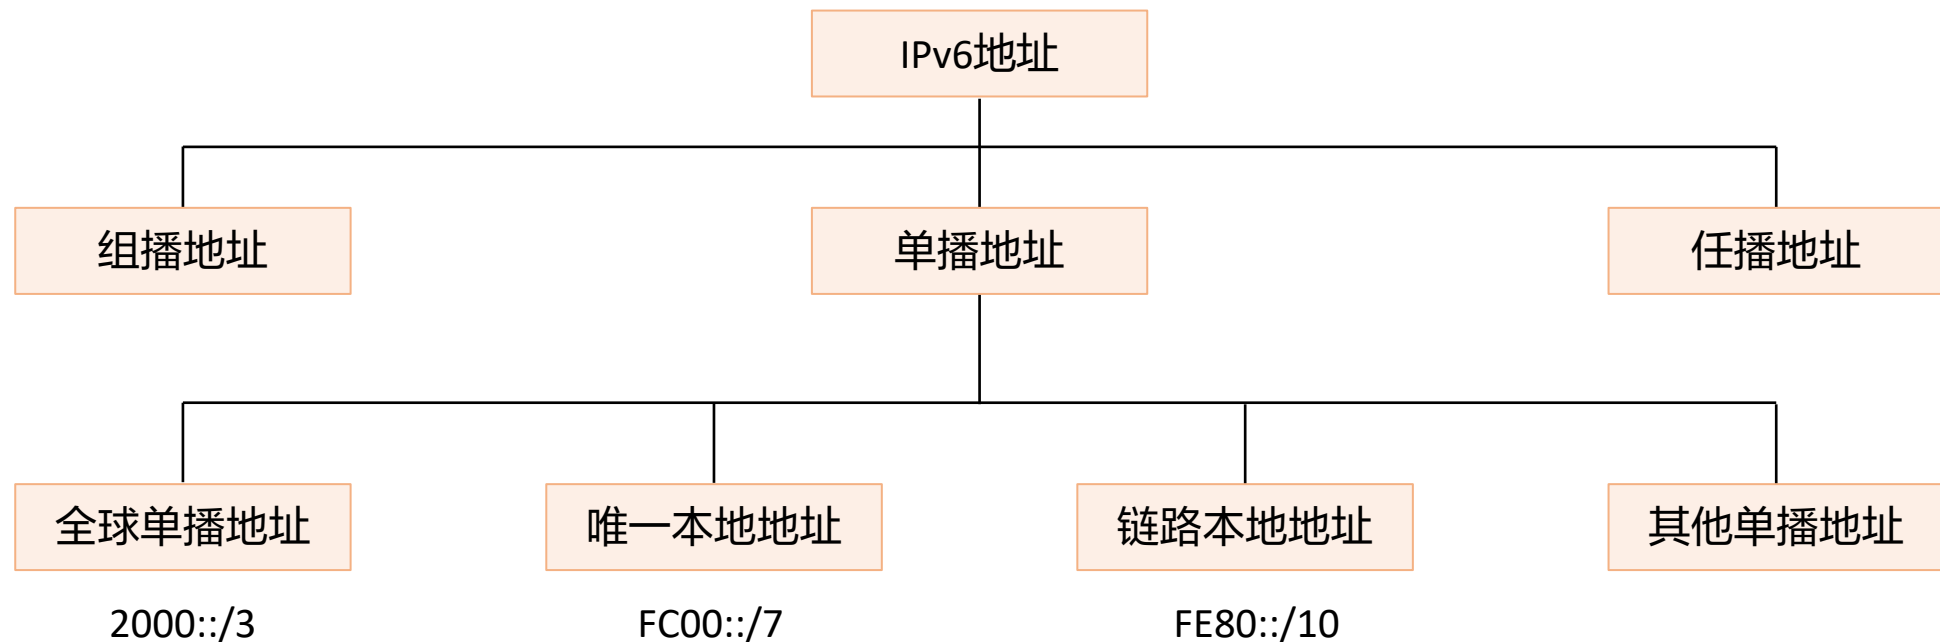 IPv6地址
组播地址
单播地址
任播地址
全球单播地址
唯一本地地址
链路本地地址
其他单播地址
2000::/3
FC00::/7
FE80::/10